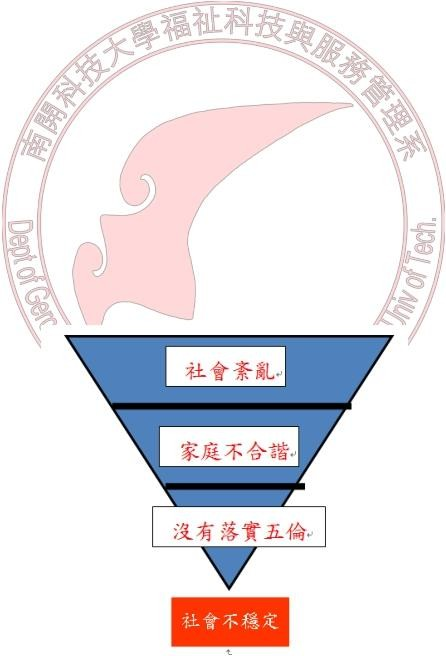 南開科技大學福祉科技與服務管理系
Dept of Gero
Univ of Tech.
社會紊亂
家庭不合諧
沒有落實五倫
社會不穩定